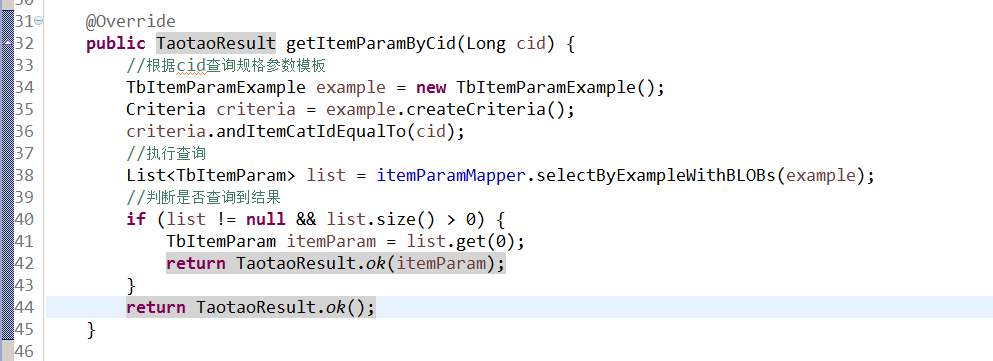 31 @Override
32 public TaotaoResult getItemParamByCid(Long cid) {
33 //根据cid查询规格参数模板
34 TbItemParamExample example = new TbItemParamExample();
35 Criteria criteria = example.createCriteria();
36 criteria.andItemCatIdEqualTo(cid);
37 //执行查询
38 List<TbItemParam> list = itemParamMapper.selectByExampleWithBLOBs(example);
39 //判断是否查询到结果
40 if (list != null && list.size() > 0) {
41 TbItemParam itemParam = list.get(0);
42 return TaotaoResult.ok(itemParam);
43 }
44 return TaotaoResult.ok();
45 }
46